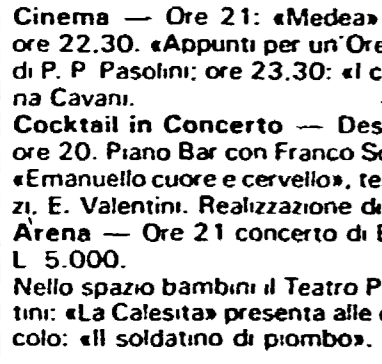 Cinema — Ore 21: «Medea»
ore 22.30. «Appunti per un'Ore
di P. P Pasolini; ore 23.30: «I c
na Cavani.
Cocktail in Concerto — Des
ore 20. Piano Bar con Franco Se
«Emanuello cuore e cervello», te
zi, E. Valentini. Realizzazione de
Arena — Ore 21 concerto di E
L 5.000.
Nello spazio bambini il Teatro P
tini: «La Calesita» presenta alle
colo: «Il soldatino di piombo».